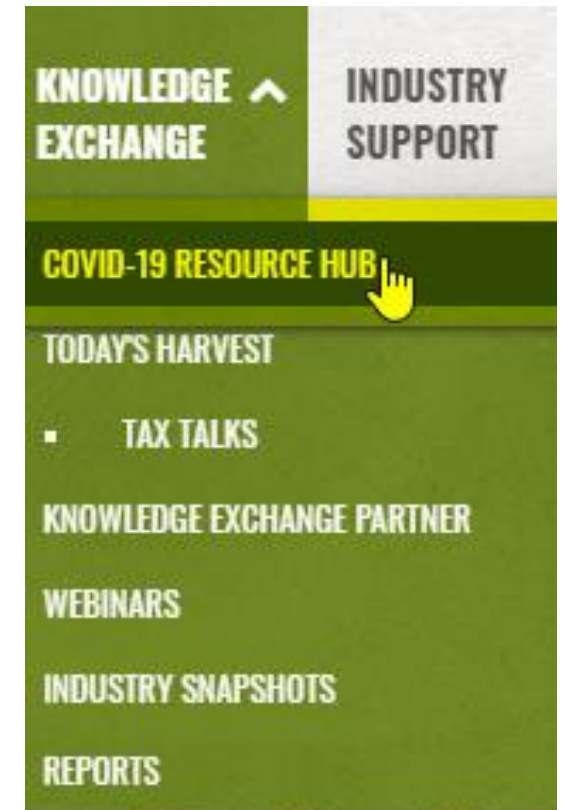 KNOWLEDGE
EXCHANGE
INDUSTRY
SUPPORT
COVID-19 RESOURCE HUB
TODAY'S HARVEST
▪ TAX TALKS
KNOWLEDGE EXCHANGE PARTNER
WEBINARS
INDUSTRY SNAPSHOTS
REPORTS